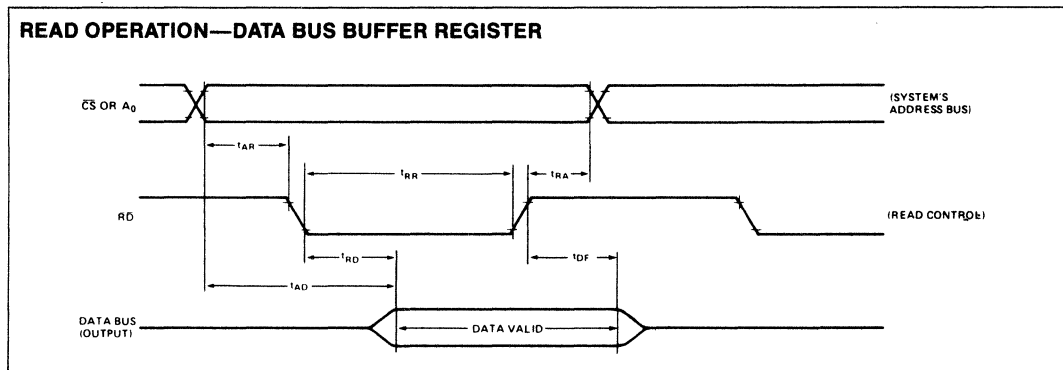 READ OPERATION—DATA BUS BUFFER REGISTER
C̅S̅ OR A₀
(SYSTEM'S
ADDRESS BUS)
tAR
tRR
tRA
RD
(READ CONTROL)
tRD
tDF
tAD
DATA BUS
(OUTPUT)
DATA VALID